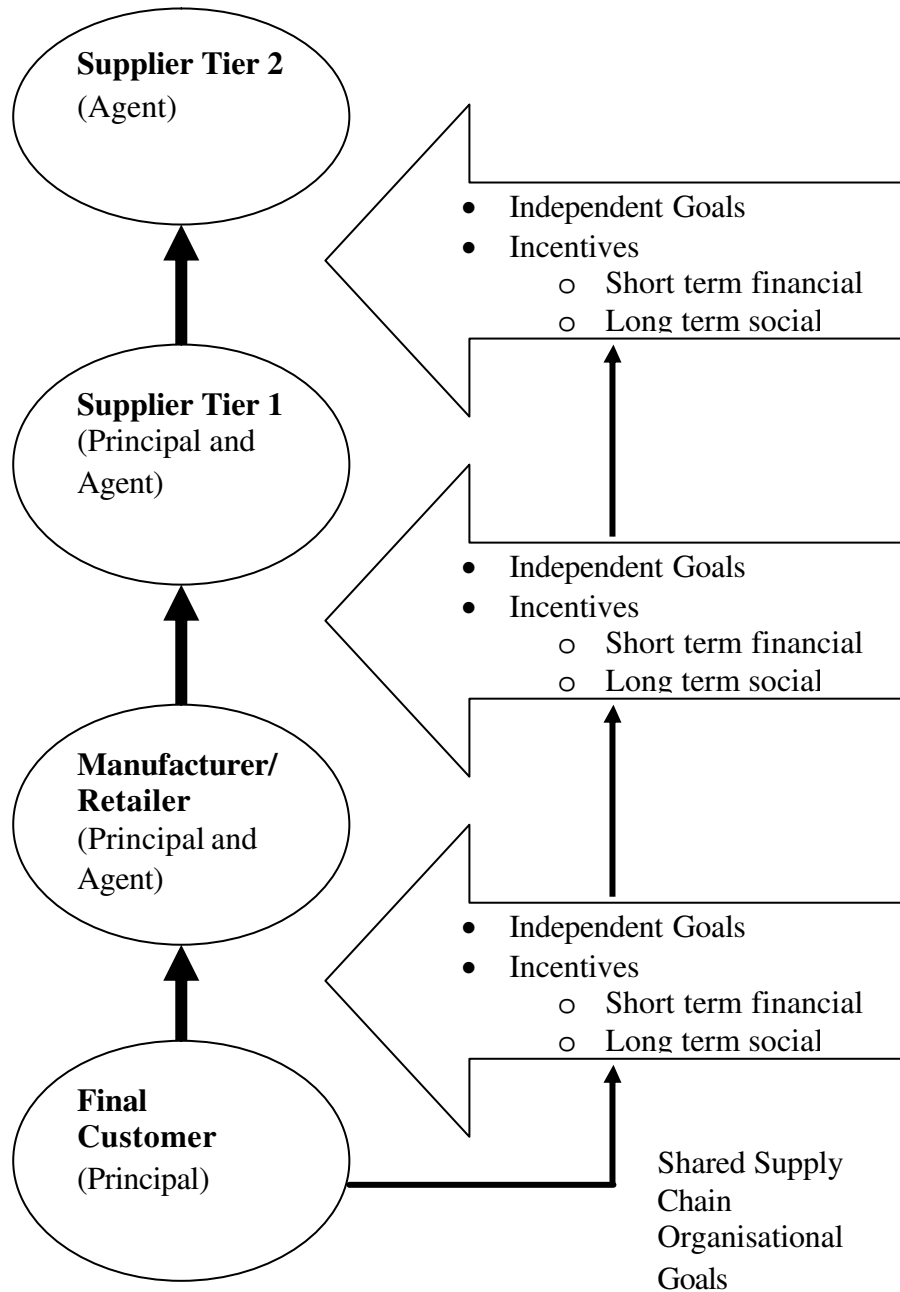 Supplier Tier 2
(Agent)
• Independent Goals
• Incentives
o Short term financial
o Long term social
Supplier Tier 1
(Principal and
Agent)
• Independent Goals
• Incentives
o Short term financial
o Long term social
Manufacturer/
Retailer
(Principal and
Agent)
• Independent Goals
• Incentives
o Short term financial
o Long term social
Final
Customer
(Principal)
Shared Supply
Chain
Organisational
Goals